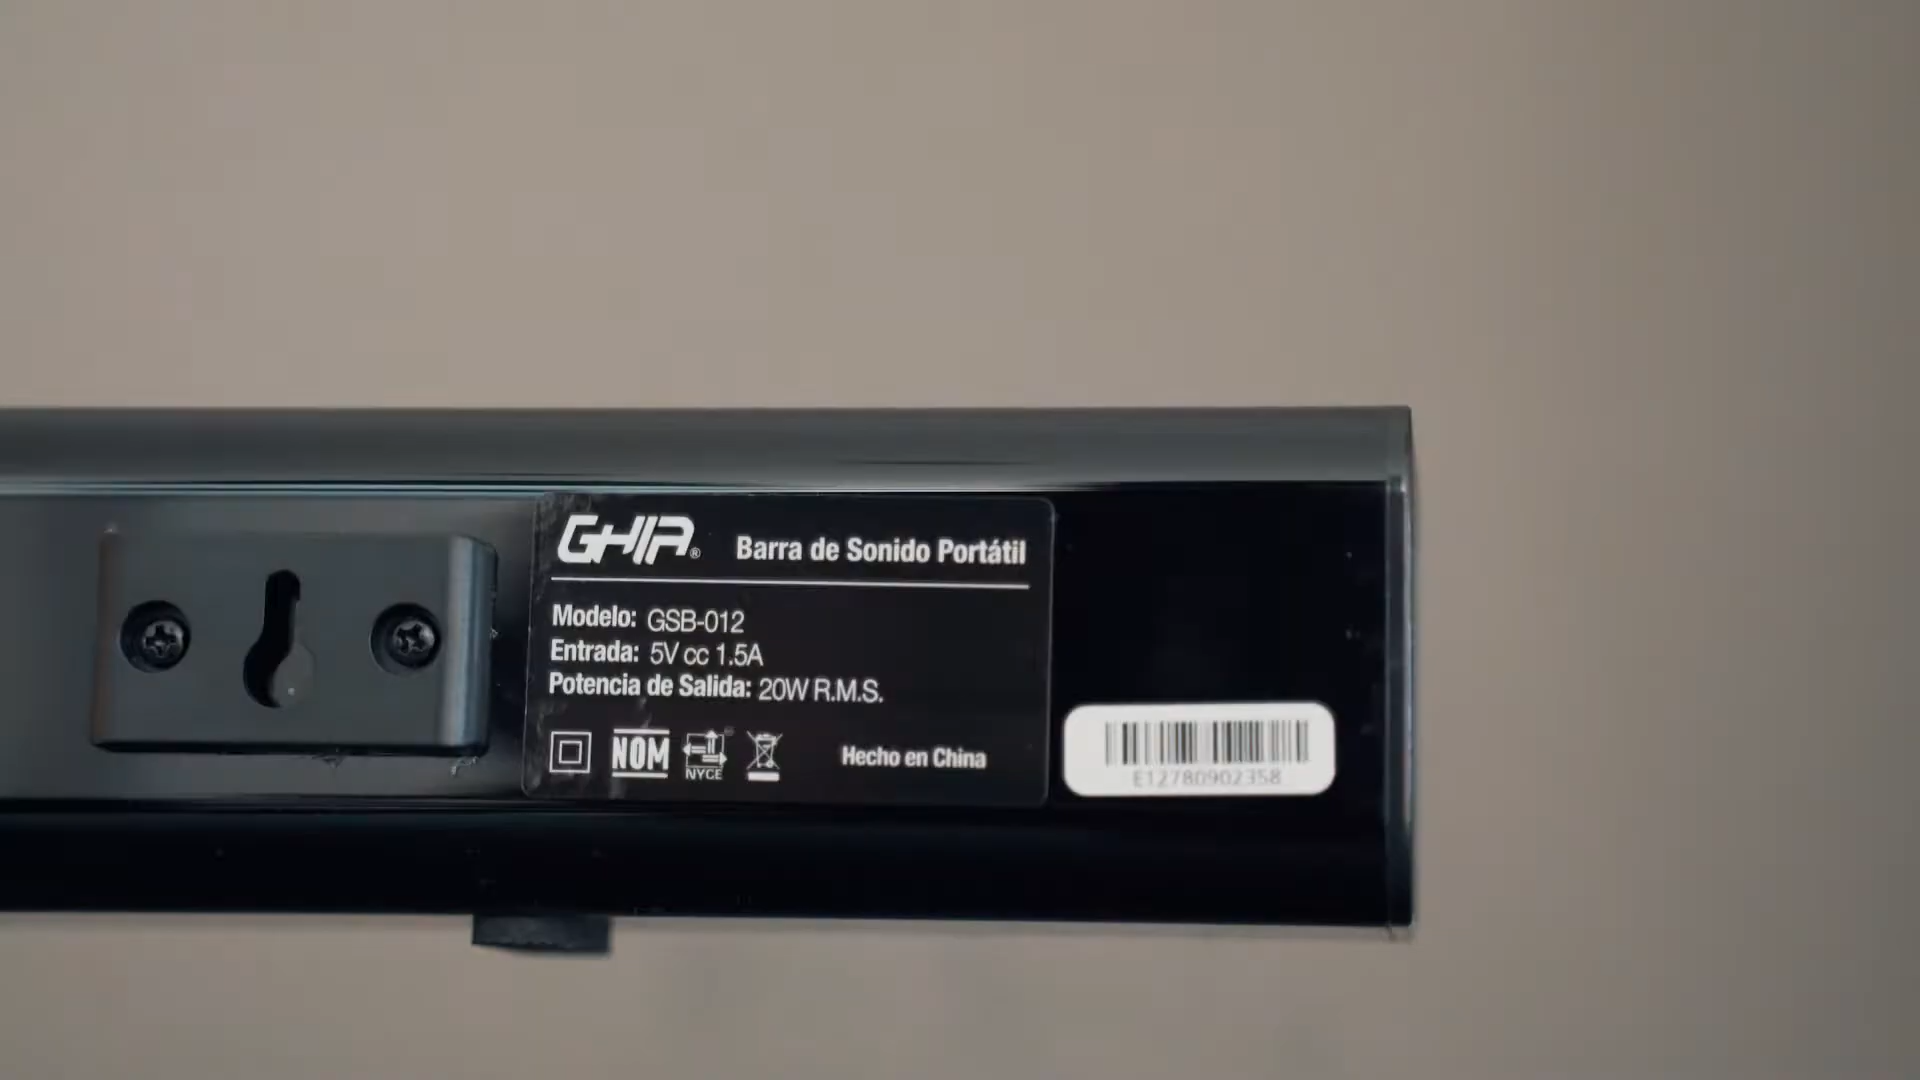 GHIA® Barra de Sonido Portátil
Modelo: GSB-012
Entrada: 5V cc 1.5A
Potencia de Salida: 20W R.M.S.
NOM NYCE Hecho en China
E12780902358